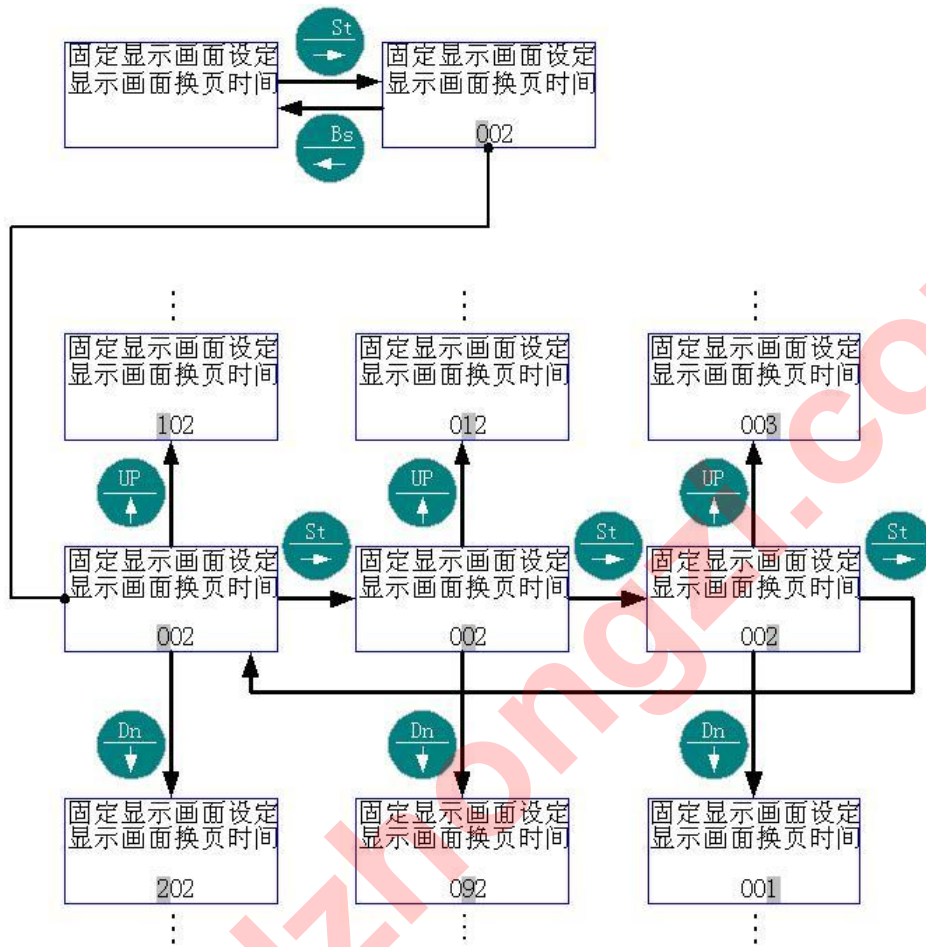 St
固定显示画面设定
显示画面换页时间
固定显示画面设定
显示画面换页时间
002
Bs
固定显示画面设定
显示画面换页时间
102
固定显示画面设定
显示画面换页时间
012
固定显示画面设定
显示画面换页时间
003
UP
UP
UP
St
St
St
固定显示画面设定
显示画面换页时间
002
固定显示画面设定
显示画面换页时间
002
固定显示画面设定
显示画面换页时间
002
Dn
Dn
Dn
固定显示画面设定
显示画面换页时间
202
固定显示画面设定
显示画面换页时间
092
固定显示画面设定
显示画面换页时间
001
dzhongzi.co